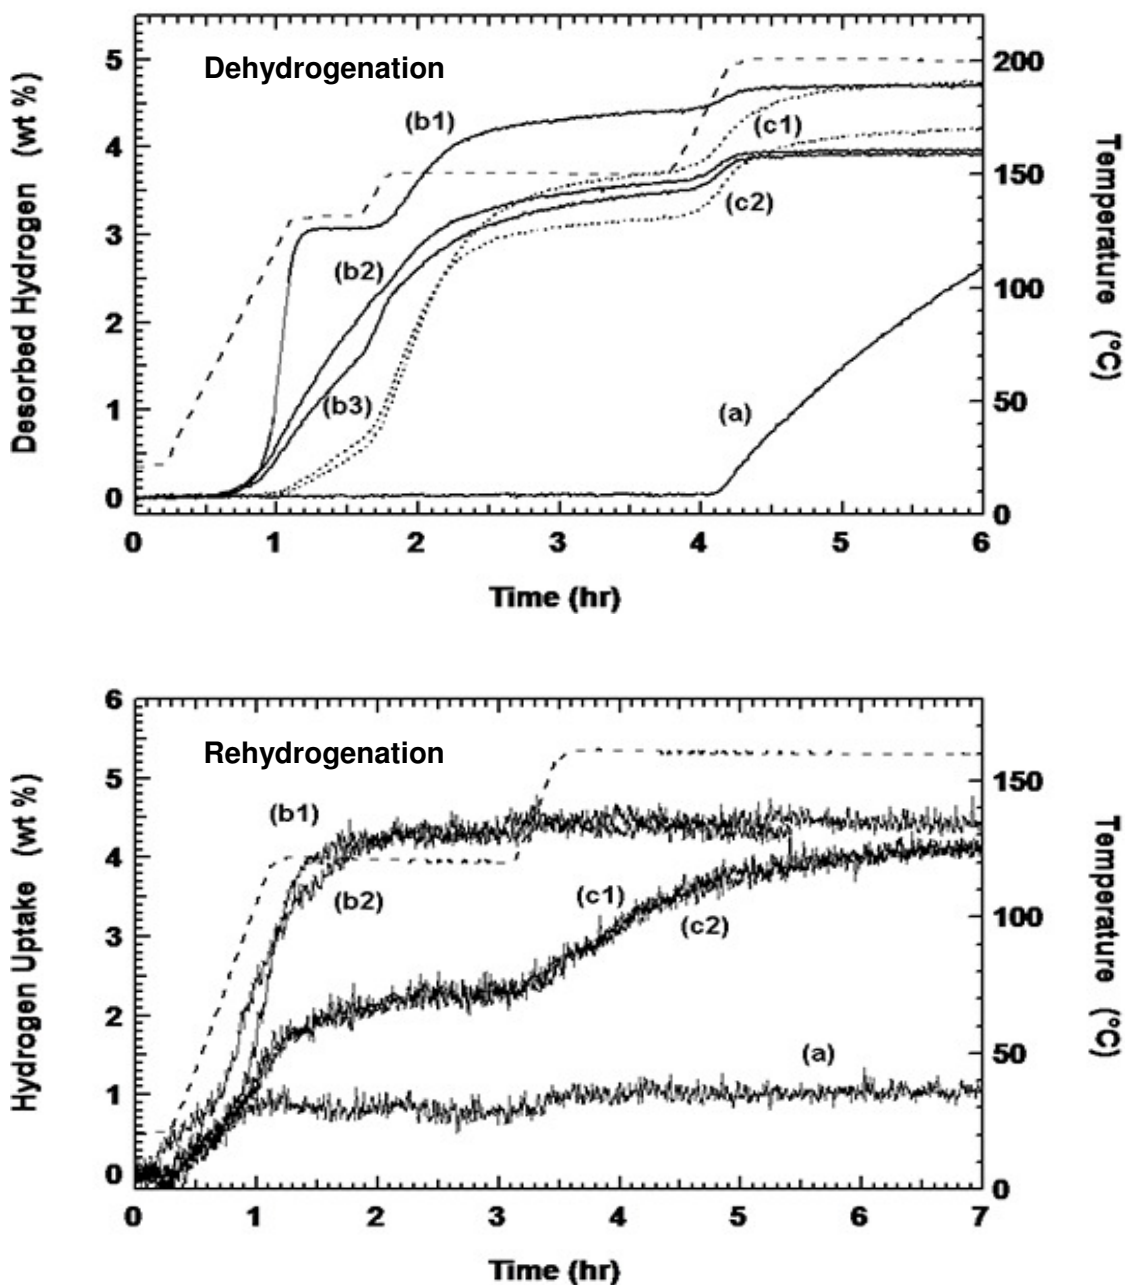 Dehydrogenation
5
4
3
2
1
0
Desorbed Hydrogen (wt %)
200
150
100
50
0
Temperature (°C)
(b1)
(c1)
(c2)
(b2)
(b3)
(a)
0 1 2 3 4 5 6
Time (hr)
Rehydrogenation
6
5
4
3
2
1
0
Hydrogen Uptake (wt %)
150
100
50
0
Temperature (°C)
(b1)
(b2)
(c1)
(c2)
(a)
0 1 2 3 4 5 6 7
Time (hr)